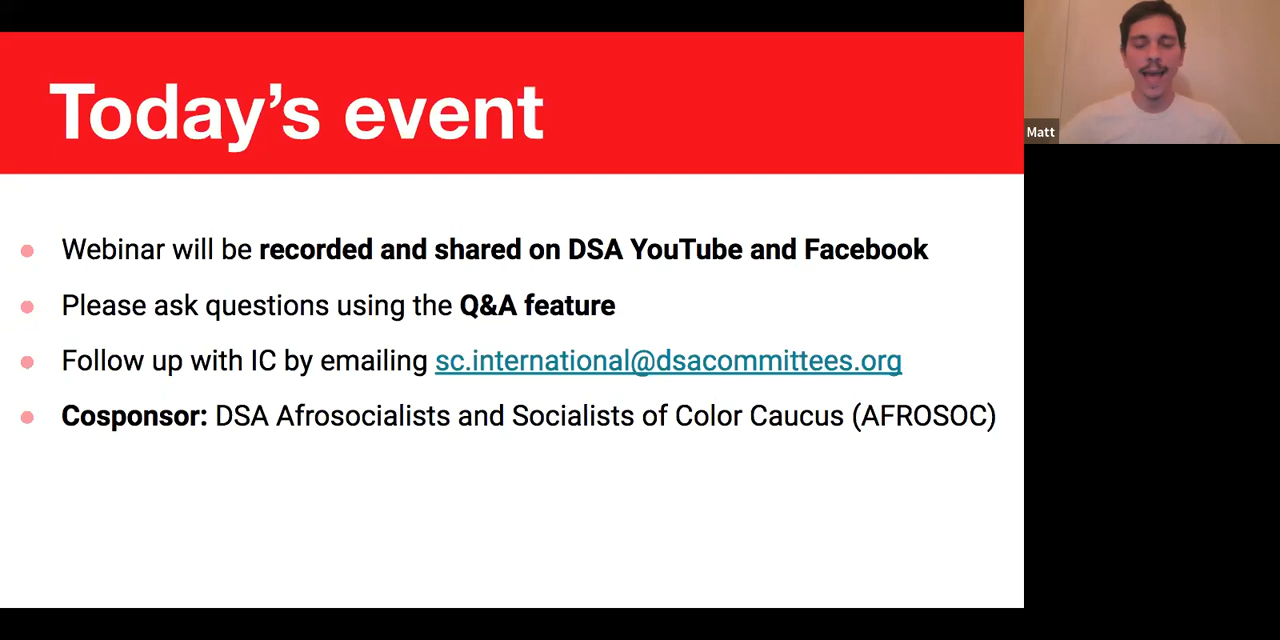 Today's event
Webinar will be recorded and shared on DSA YouTube and Facebook
Please ask questions using the Q&A feature
Follow up with IC by emailing sc.international@dsacommittees.org
Cosponsor: DSA Afrosocialists and Socialists of Color Caucus (AFROSOC)
Matt